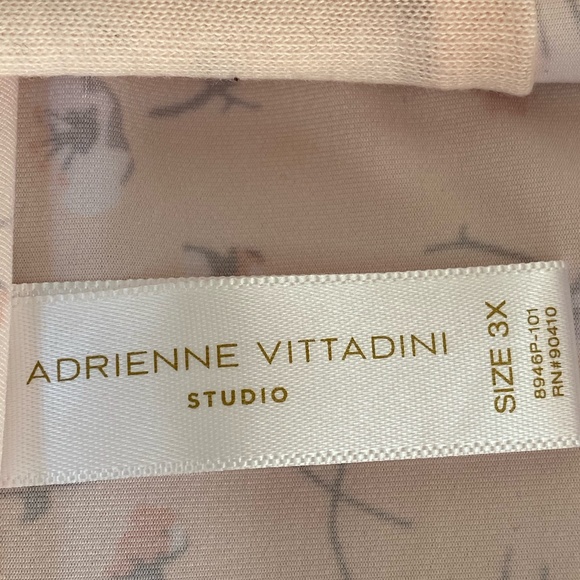 ADRIENNE VITTADINI
STUDIO
SIZE 3X
8946P-101
RN#90410